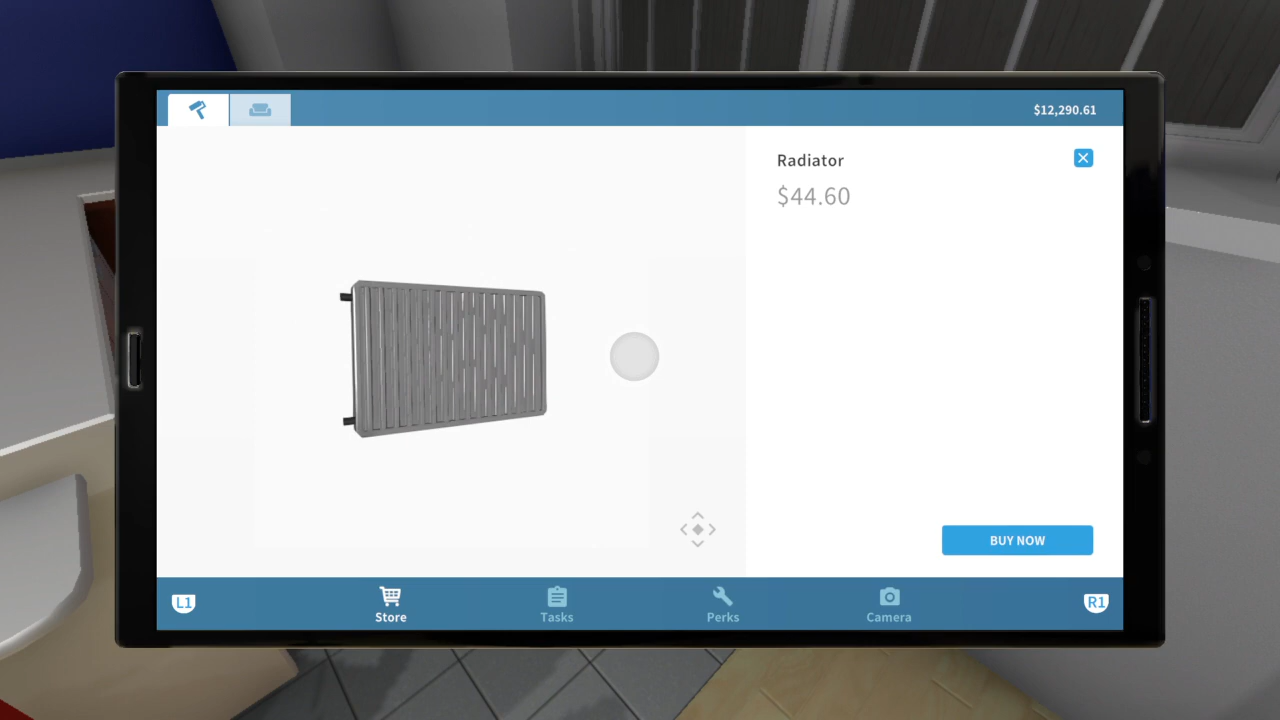 $12,290.61
Radiator
$44.60
BUY NOW
L1
Store
Tasks
Perks
Camera
R1